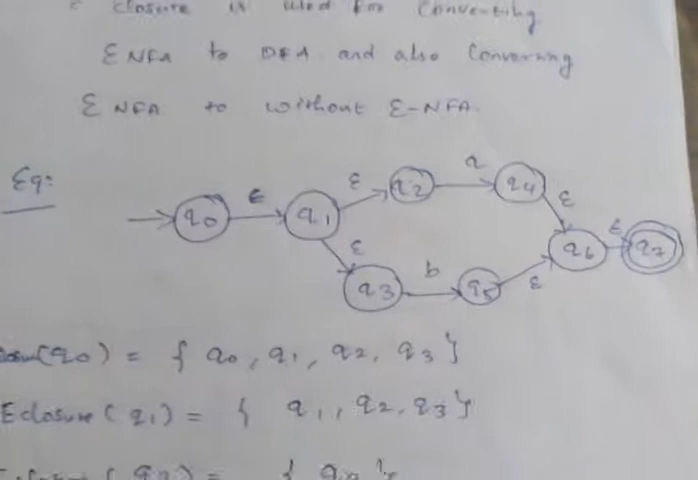 closure is used for Converting
ε NFA to DFA and also Converning
ε NFA to without ε-NFA.
Eg:
q0 ε q1 ε q2 a q4 ε q6 ε q7
ε q3 b q5 ε
(q0) = { q0, q1, q2, q3 }
Eclosure( q1) = { q1, q2, q3 }